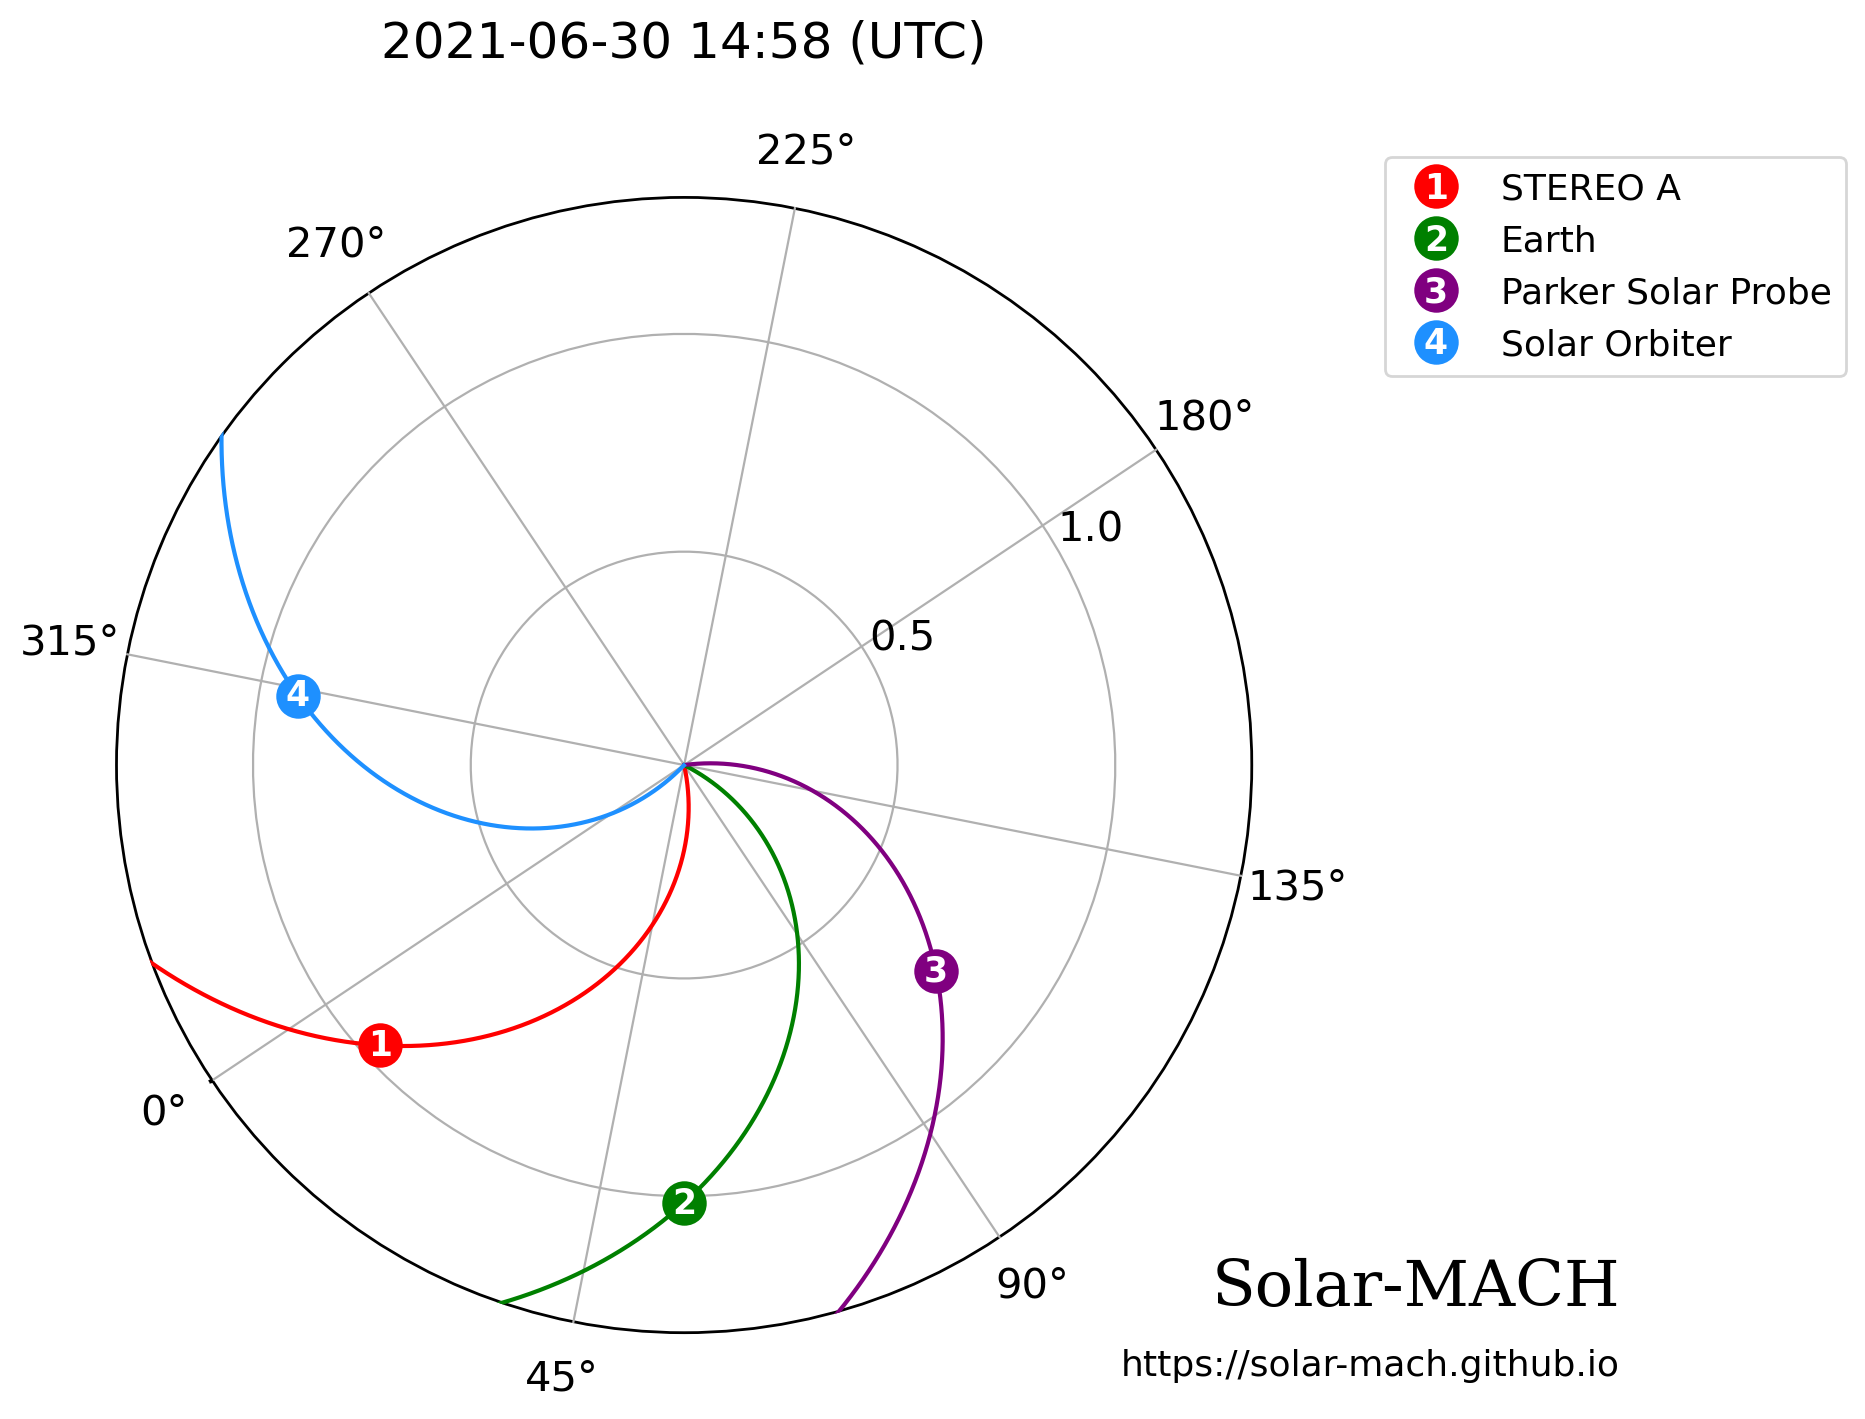 2021-06-30 14:58 (UTC)
225°
270°
180°
315°
1.0
0.5
135°
0°
90°
45°
4
3
1
2
1 STEREO A
2 Earth
3 Parker Solar Probe
4 Solar Orbiter
Solar-MACH
https://solar-mach.github.io